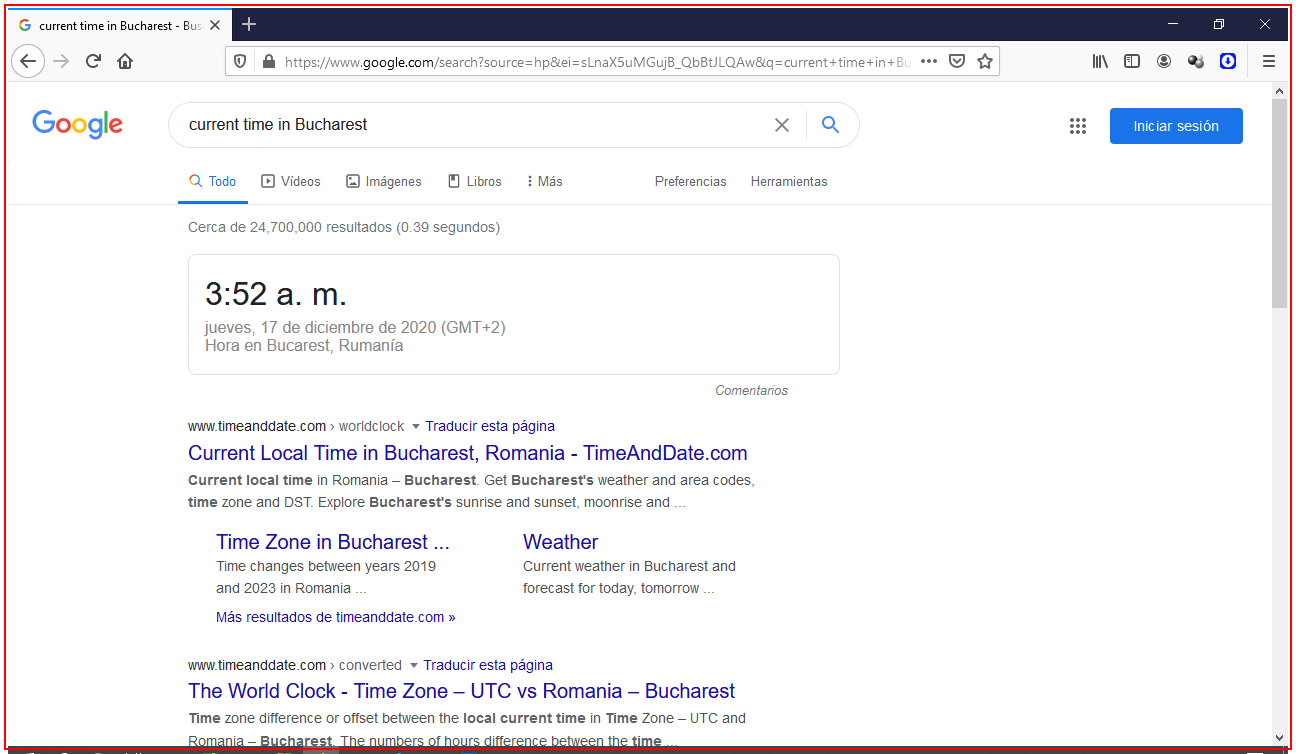 current time in Bucharest - Bus
https://www.google.com/search?source=hp&ei=sLnaX5uMGujB_QbBtJLQAw&q=current+time+in+Bu
Google
current time in Bucharest
Iniciar sesión
Todo
Vídeos
Imágenes
Libros
Más
Preferencias
Herramientas
Cerca de 24,700,000 resultados (0.39 segundos)
3:52 a. m.
jueves, 17 de diciembre de 2020 (GMT+2)
Hora en Bucarest, Rumanía
Comentarios
www.timeanddate.com › worldclock Traducir esta página
Current Local Time in Bucharest, Romania - TimeAndDate.com
Current local time in Romania – Bucharest. Get Bucharest's weather and area codes,
time zone and DST. Explore Bucharest's sunrise and sunset, moonrise and ...
Time Zone in Bucharest ...
Time changes between years 2019
and 2023 in Romania ...
Weather
Current weather in Bucharest and
forecast for today, tomorrow ...
Más resultados de timeanddate.com »
www.timeanddate.com › converted Traducir esta página
The World Clock - Time Zone – UTC vs Romania – Bucharest
Time zone difference or offset between the local current time in Time Zone – UTC and
Romania – Bucharest. The numbers of hours difference between the time ...